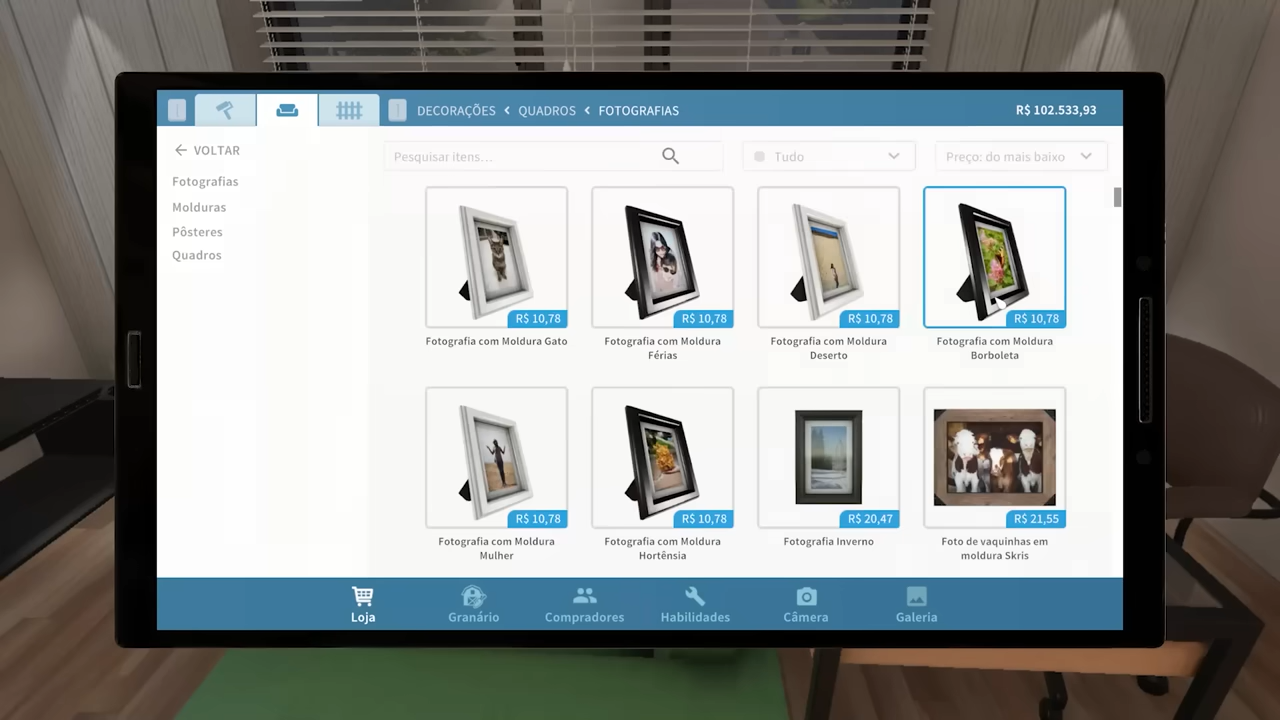 DECORAÇÕES < QUADROS < FOTOGRAFIAS
R$ 102.533,93
VOLTAR
Fotografias
Molduras
Pôsteres
Quadros
Pesquisar itens...
Tudo
Preço: do mais baixo
R$ 10,78
R$ 10,78
R$ 10,78
R$ 10,78
Fotografia com Moldura Gato
Fotografia com Moldura
Férias
Fotografia com Moldura
Deserto
Fotografia com Moldura
Borboleta
R$ 10,78
R$ 10,78
R$ 20,47
R$ 21,55
Fotografia com Moldura
Mulher
Fotografia com Moldura
Hortênsia
Fotografia Inverno
Foto de vaquinhas em
moldura Skris
Loja
Granário
Compradores
Habilidades
Câmera
Galeria